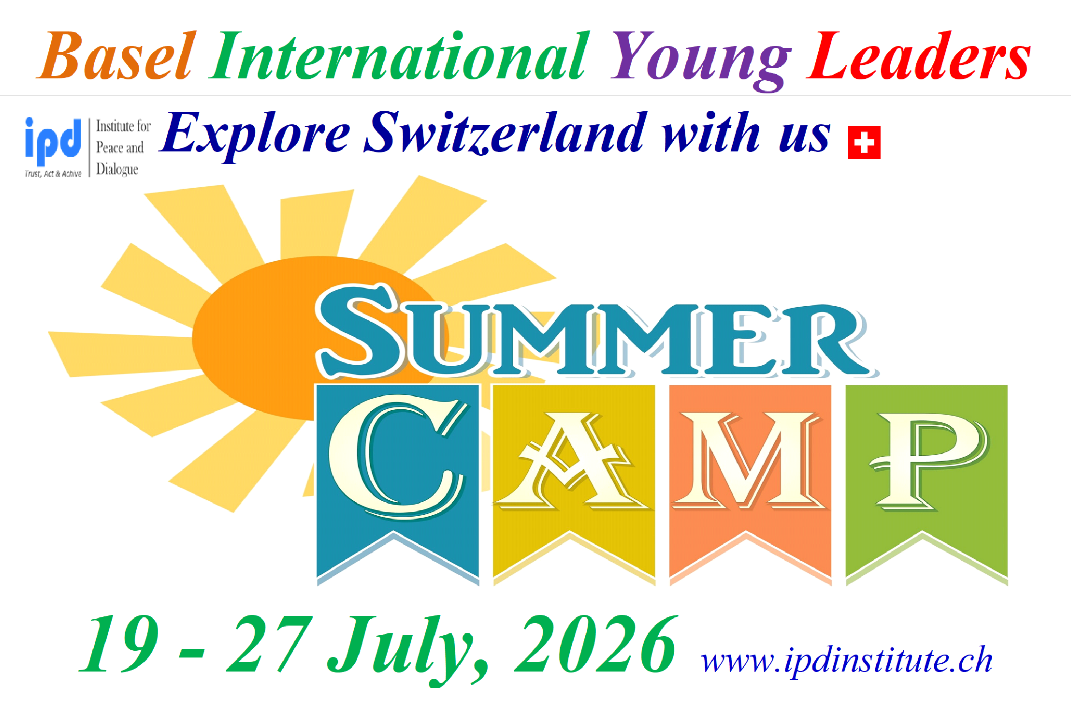 Basel International Young Leaders
Explore Switzerland with us
ipd
Trust, Act & Achive
Institute for
Peace and
Dialogue
SUMMER
CAMP
19 - 27 July, 2026
www.ipdinstitute.ch